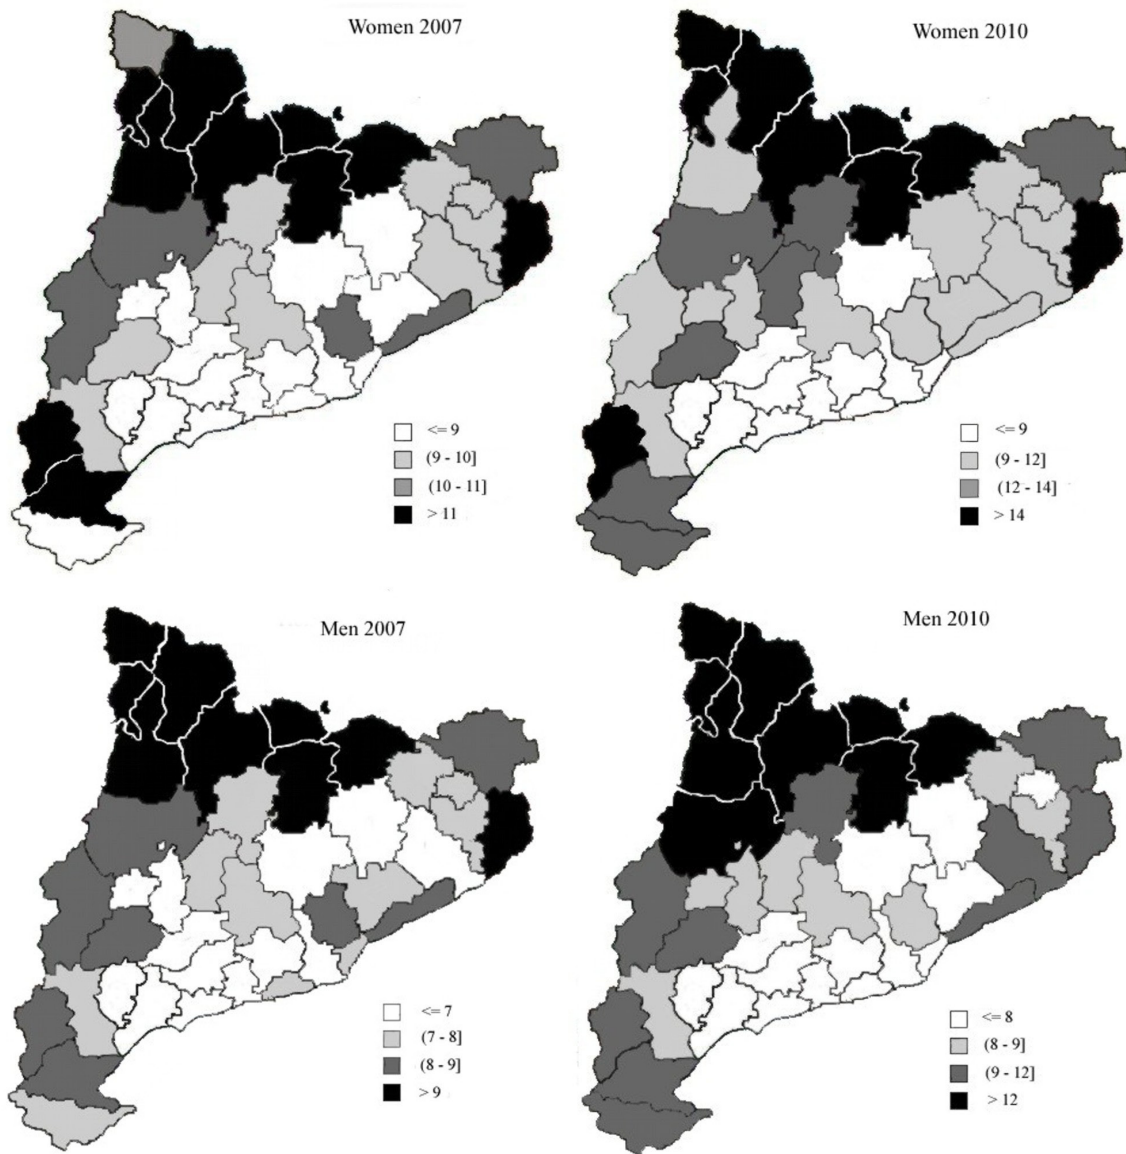 Women 2007
Women 2010
<= 9
(9 - 10]
(10 - 11]
> 11
<= 9
(9 - 12]
(12 - 14]
> 14
Men 2007
Men 2010
<= 7
(7 - 8]
(8 - 9]
> 9
<= 8
(8 - 9]
(9 - 12]
> 12